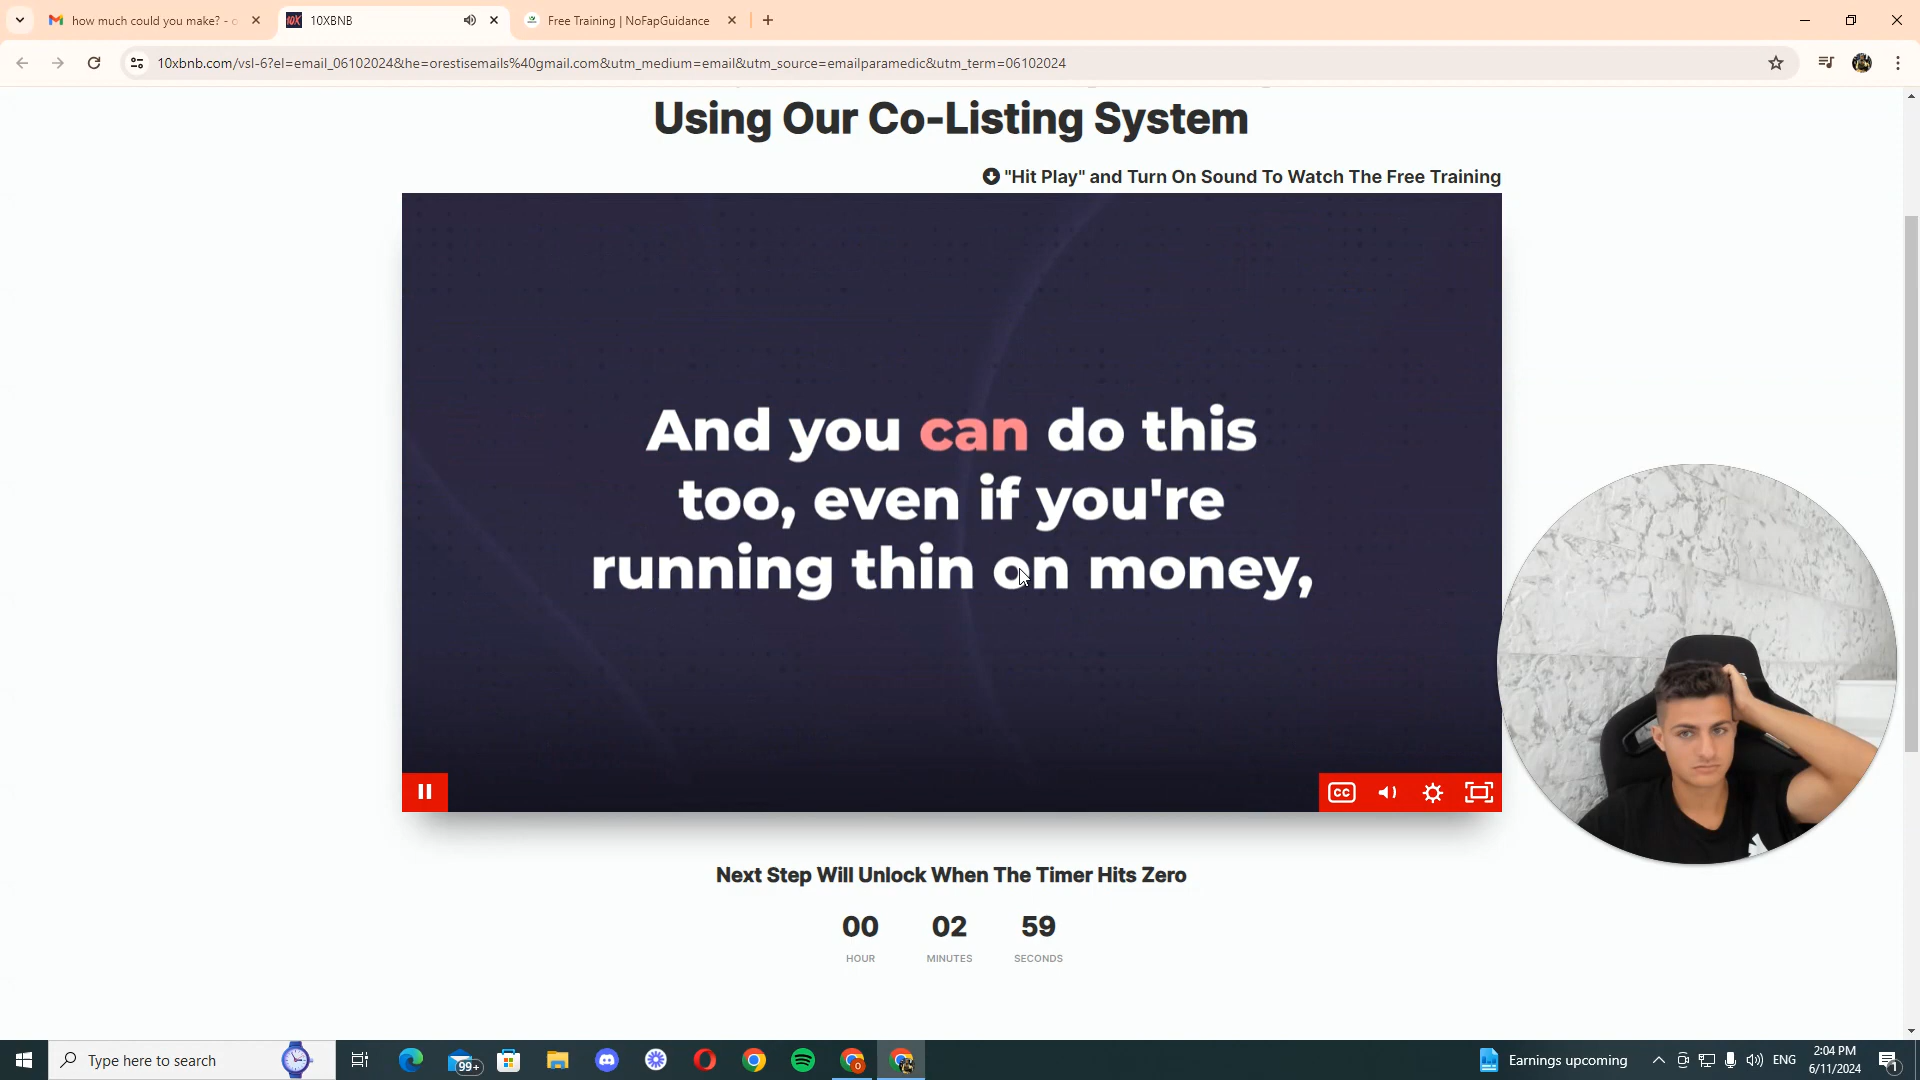 how much could you make? - o
10XBNB
Free Training | NoFapGuidance
10xbnb.com/vsl-6?el=email_06102024&he=orestisemails%40gmail.com&utm_medium=email&utm_source=emailparamedic&utm_term=06102024
Using Our Co-Listing System
"Hit Play" and Turn On Sound To Watch The Free Training
And you can do this
too, even if you're
running thin on money,
CC
Next Step Will Unlock When The Timer Hits Zero
00 02 59
HOUR MINUTES SECONDS
Type here to search
99+
Earnings upcoming
ENG
2:04 PM
6/11/2024
1